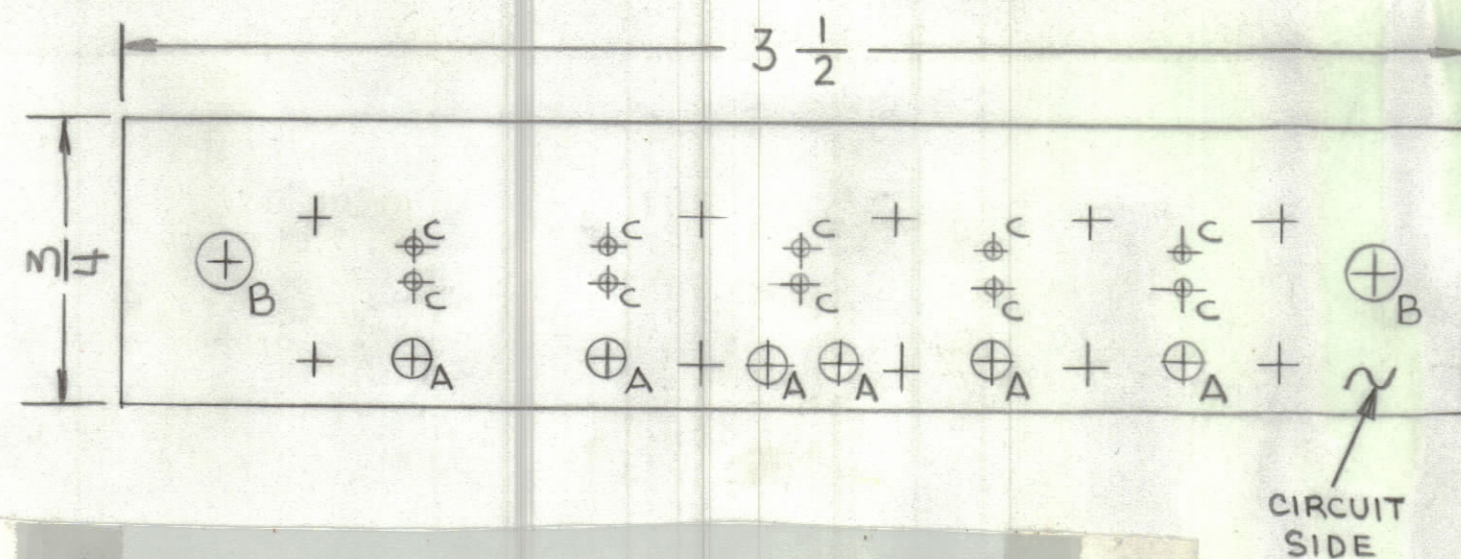 3 1/2
3/4
C C C C C
B C C C C C B
A A A A A A
CIRCUIT
SIDE